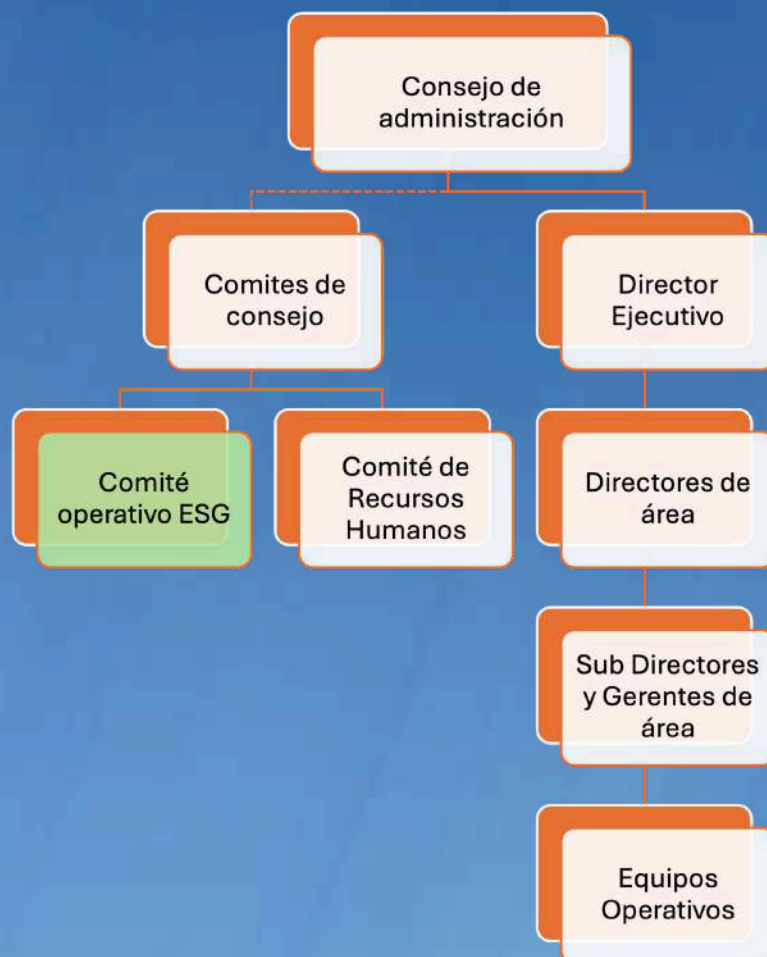 Consejo de
administración
Comites de
consejo
Director
Ejecutivo
Comité
operativo ESG
Comité de
Recursos
Humanos
Directores de
área
Sub Directores
y Gerentes de
área
Equipos
Operativos